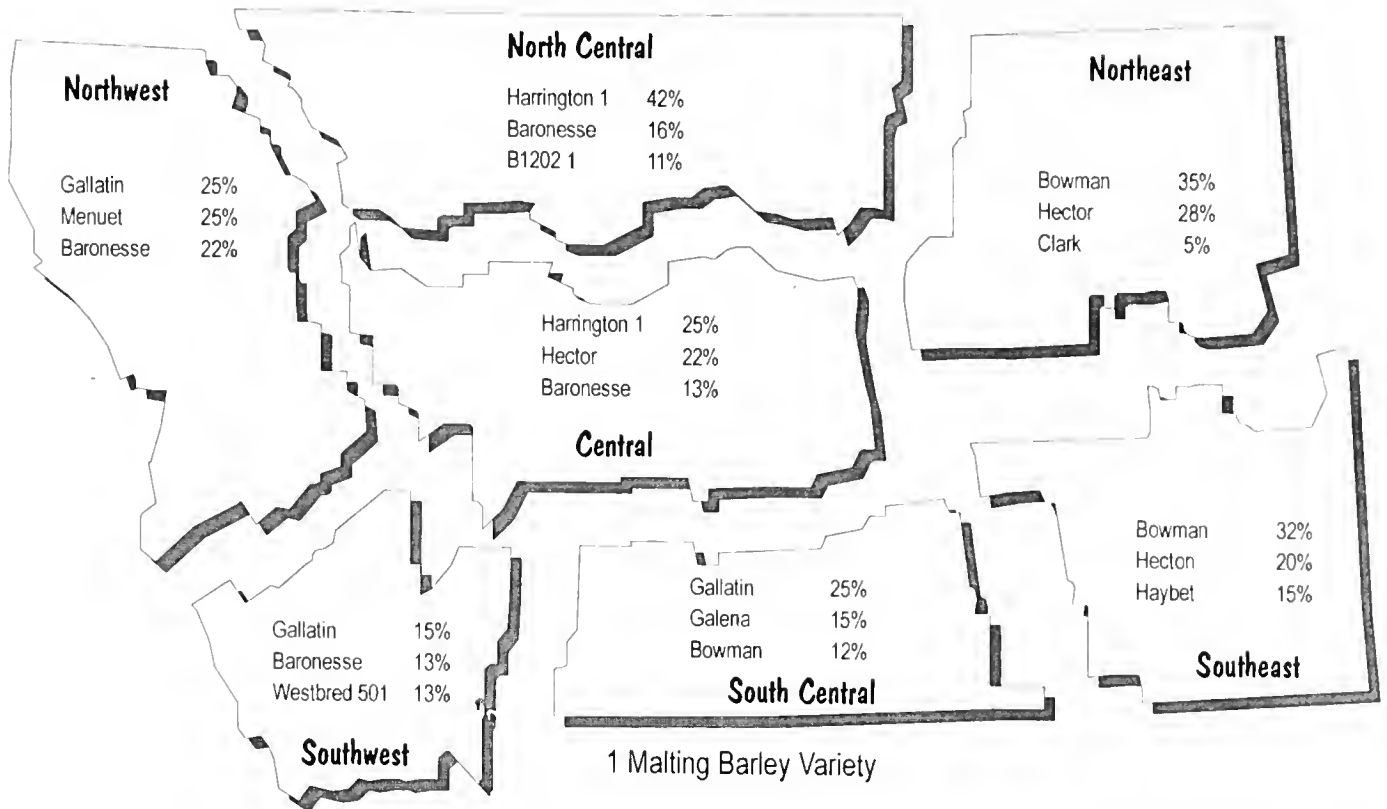 North Central
Harrington 1 42%
Baronesse 16%
B1202 1 11%
Northwest
Gallatin 25%
Menuet 25%
Baronesse 22%
Northeast
Bowman 35%
Hector 28%
Clark 5%
Harrington 1 25%
Hector 22%
Baronesse 13%
Central
Bowman 32%
Hecton 20%
Haybet 15%
Southeast
Gallatin 25%
Galena 15%
Bowman 12%
South Central
Gallatin 15%
Baronesse 13%
Westbred 501 13%
Southwest
1 Malting Barley Variety